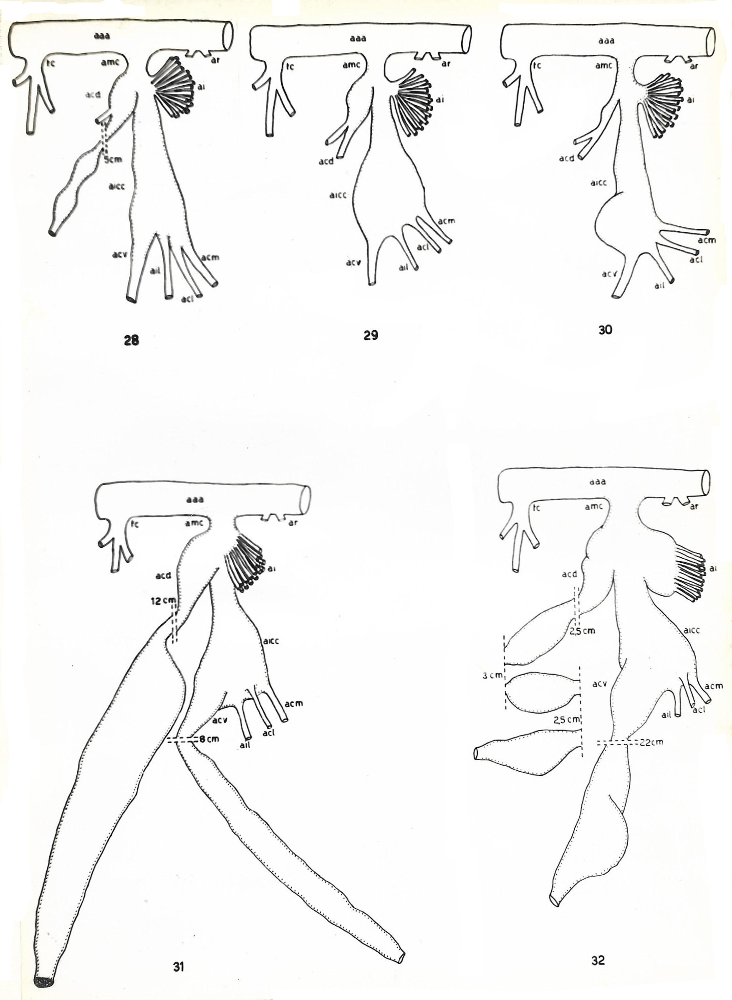 aaa
tc
amc
ar
acd
ai
5cm
aicc
acv
ail
acl
acm
28
aaa
tc
amc
ar
ai
acd
aicc
acm
acl
acv
ail
29
aaa
tc
amc
ar
ai
acd
aicc
acm
acl
acv
ail
30
aaa
tc
amc
ar
acd
ai
12 cm
aicc
acm
acv
acl
8 cm
ail
31
aaa
tc
amc
ar
acd
ai
2,5 cm
aicc
3 cm
acv
acm
ail
acl
2,5 cm
22cm
32